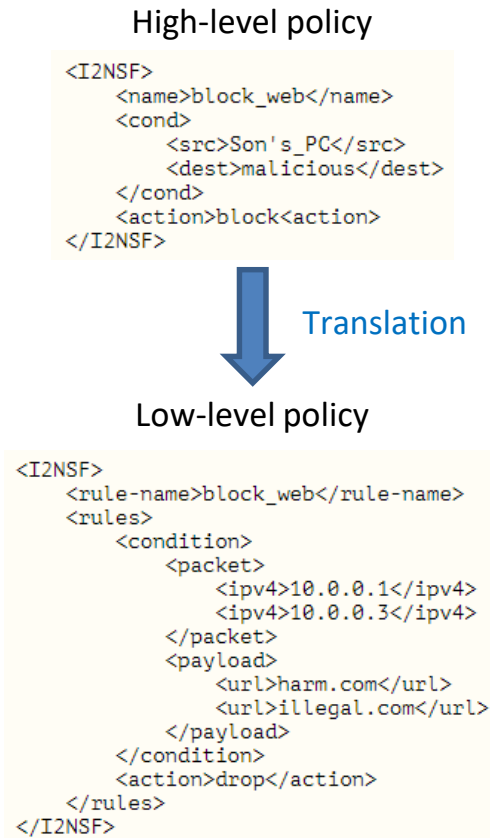 High-level policy
<I2NSF>
<name>block_web</name>
<cond>
<src>Son's_PC</src>
<dest>malicious</dest>
</cond>
<action>block<action>
</I2NSF>
Translation
Low-level policy
<I2NSF>
<rule-name>block_web</rule-name>
<rules>
<condition>
<packet>
<ipv4>10.0.0.1</ipv4>
<ipv4>10.0.0.3</ipv4>
</packet>
<payload>
<url>harm.com</url>
<url>illegal.com</url>
</payload>
</condition>
<action>drop</action>
</rules>
</I2NSF>